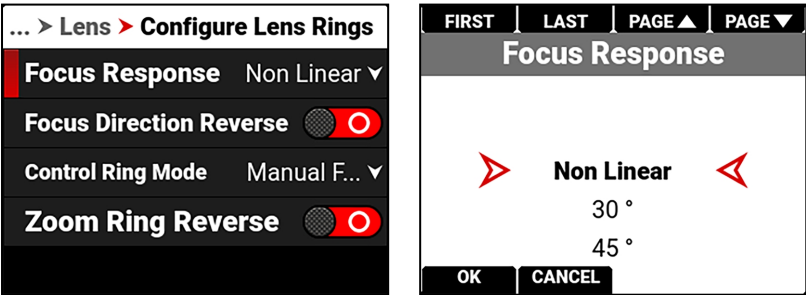 ... > Lens > Configure Lens Rings
Focus Response Non Linear
Focus Direction Reverse
Control Ring Mode Manual F...
Zoom Ring Reverse
FIRST LAST PAGE▲ PAGE▼
Focus Response
Non Linear
30 °
45 °
OK CANCEL